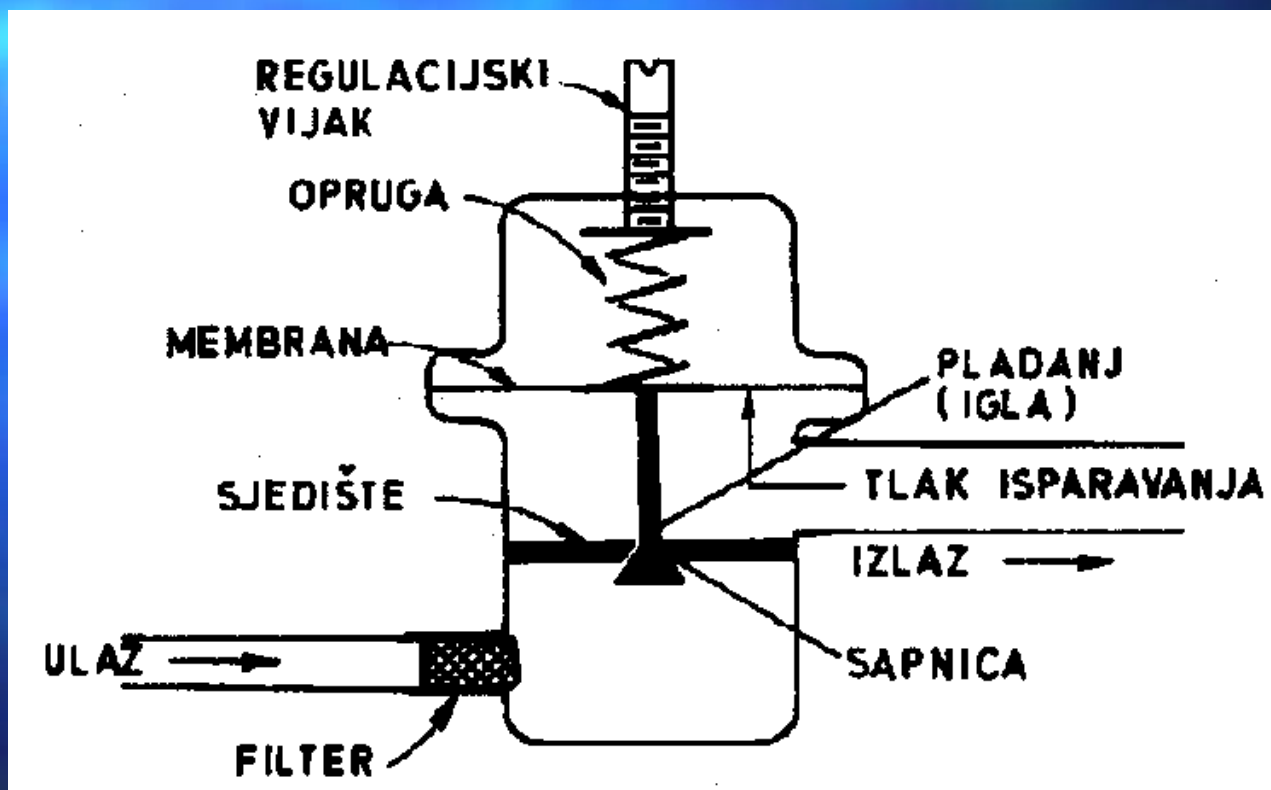 REGULACIJSKI
VIJAK
OPRUGA
MEMBRANA
PLADANJ
(IGLA)
SJEDIŠTE
TLAK ISPARAVANJA
IZLAZ
ULAZ
SAPNICA
FILTER